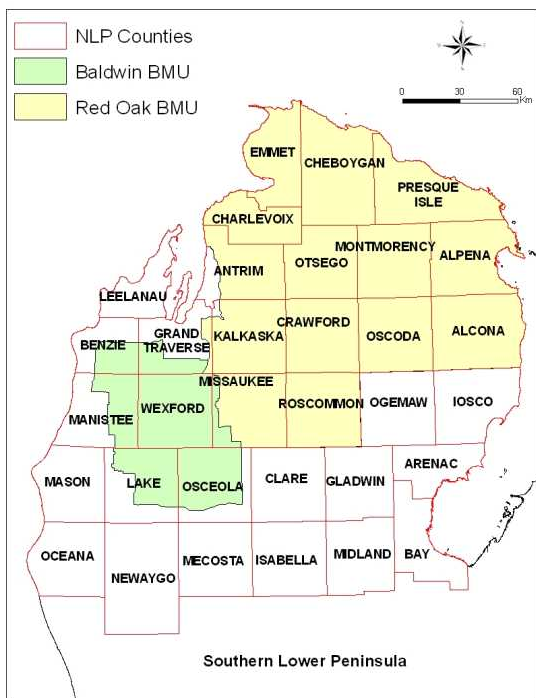 NLP Counties
Baldwin BMU
Red Oak BMU
0 30 60
Km
EMMET
CHEBOYGAN
PRESQUE
ISLE
CHARLEVOIX
MONTMORENCY
OTSEGO
ALPENA
ANTRIM
LEELANAU
CRAWFORD
GRAND
TRAVERSE
KALKASKA
OSCODA
ALCONA
BENZIE
MISSAUKEE
ROSCOMMON
OGEMAW
IOSCO
WEXFORD
MANISTEE
ARENAC
MASON
LAKE
OSCEOLA
CLARE
GLADWIN
OCEANA
MECOSTA
ISABELLA
MIDLAND
BAY
NEWAYGO
Southern Lower Peninsula